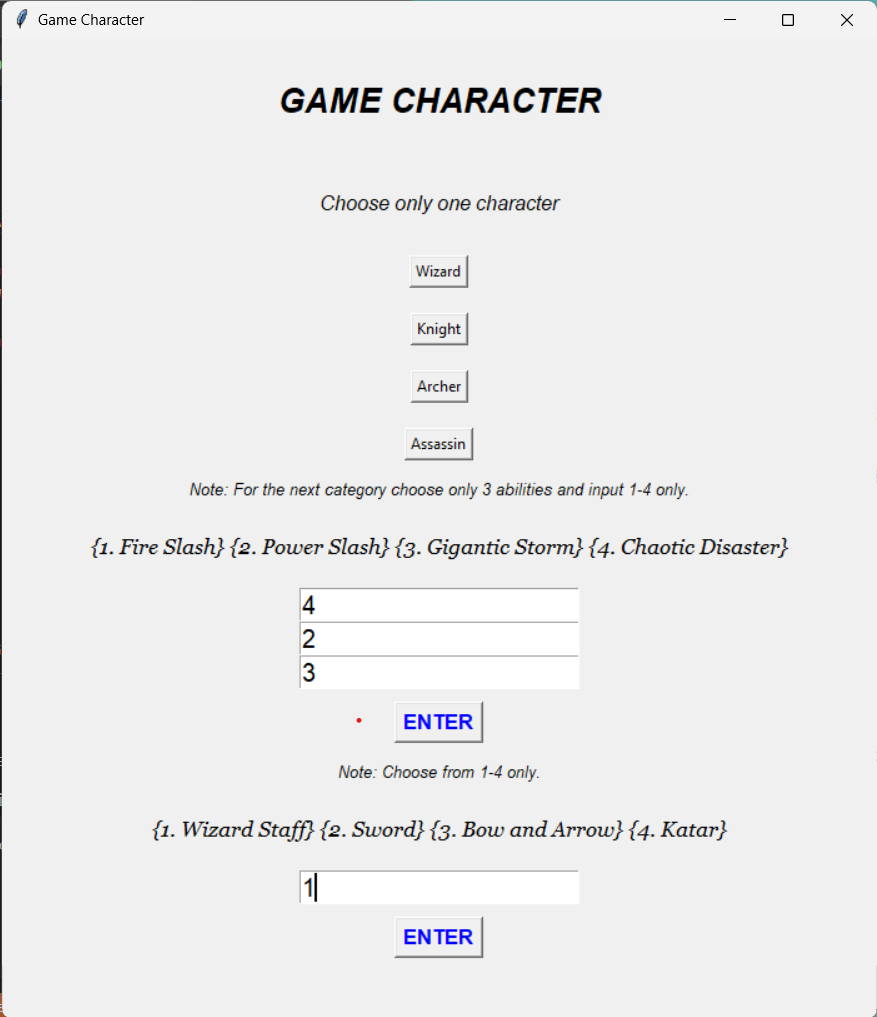 Game Character
GAME CHARACTER
Choose only one character
Wizard
Knight
Archer
Assassin
Note: For the next category choose only 3 abilities and input 1-4 only.
{1. Fire Slash} {2. Power Slash} {3. Gigantic Storm} {4. Chaotic Disaster}
4
2
3
ENTER
Note: Choose from 1-4 only.
{1. Wizard Staff} {2. Sword} {3. Bow and Arrow} {4. Katar}
1
ENTER